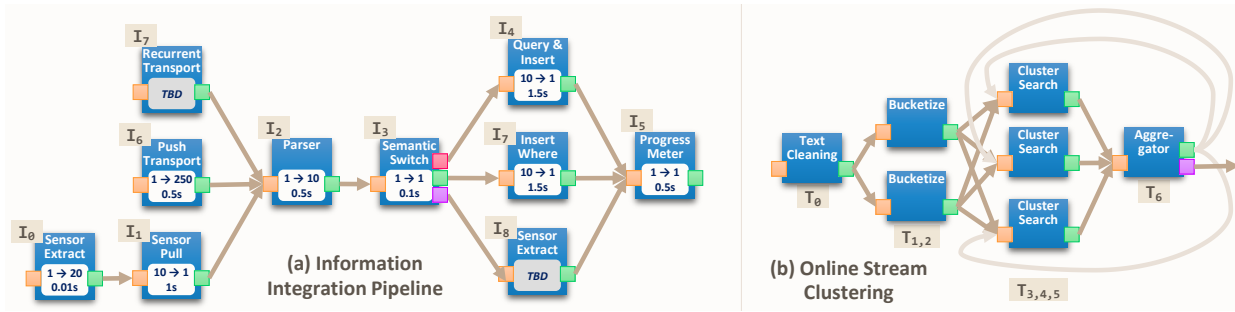 I7
Recurrent
Transport
TBD
I6
Push
Transport
1 → 250
0.5s
I0
Sensor
Extract
1 → 20
0.01s
I1
Sensor
Pull
10 → 1
1s
I2
Parser
1 → 10
0.5s
I3
Semantic
Switch
1 → 1
0.1s
I4
Query &
Insert
10 → 1
1.5s
I7
Insert
Where
10 → 1
1.5s
I8
Sensor
Extract
TBD
I5
Progress
Meter
1 → 1
0.5s
(a) Information
Integration Pipeline
Text
Cleaning
T0
Bucketize
Bucketize
T1,2
Cluster
Search
Cluster
Search
Cluster
Search
T3,4,5
Aggre-
gator
T6
(b) Online Stream
Clustering